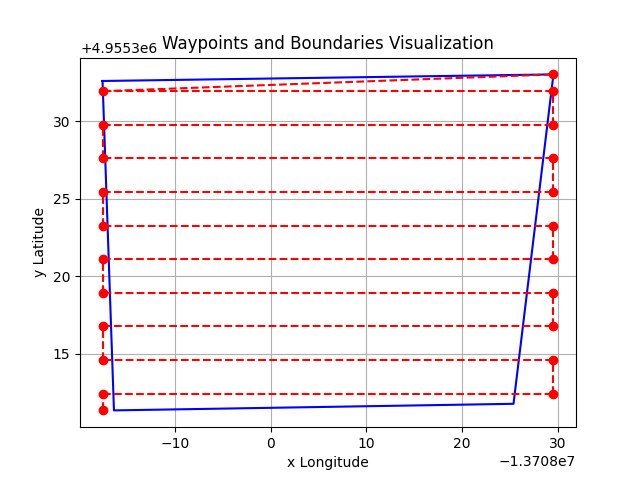 +4.9553e6
Waypoints and Boundaries Visualization
30
25
20
15
y Latitude
−10
0
10
20
30
x Longitude
−1.3708e7